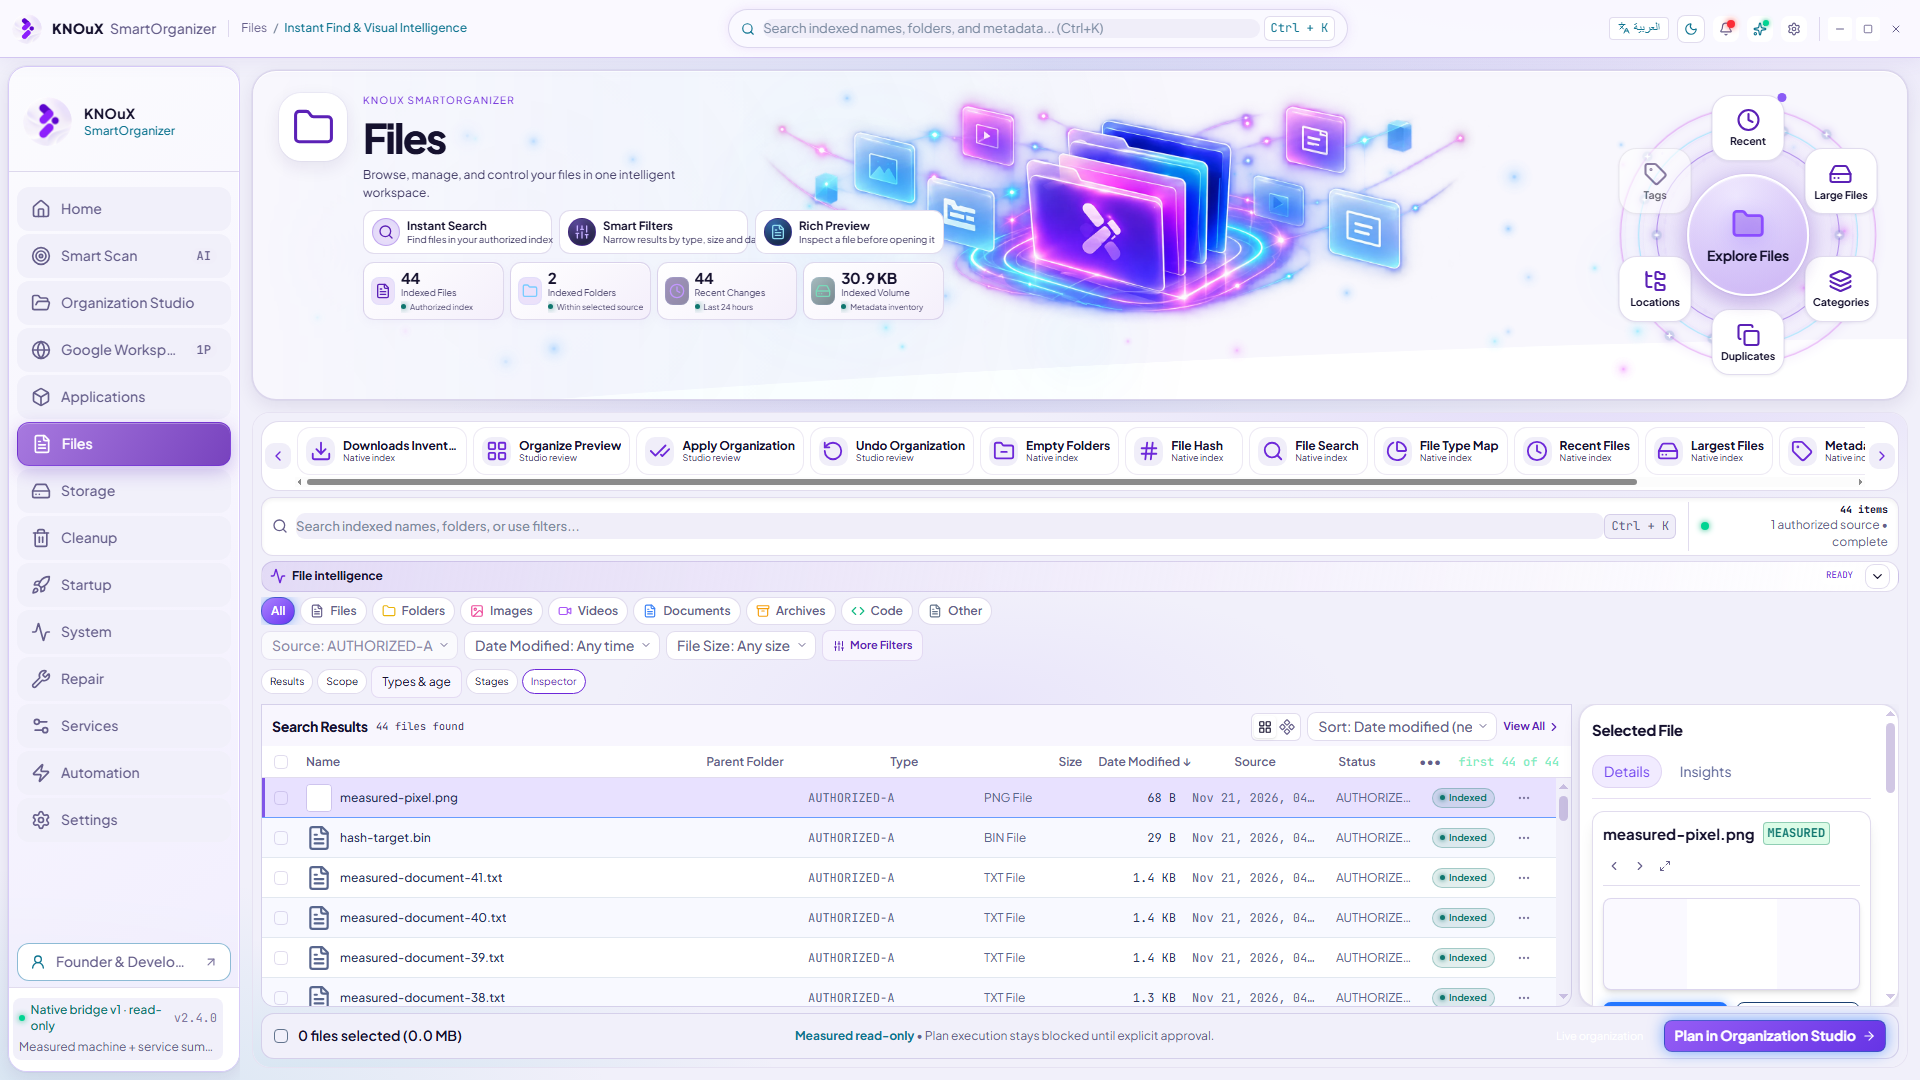 KNOuX SmartOrganizer
Files / Instant Find & Visual Intelligence
Search indexed names, folders, and metadata... (Ctrl+K)
Ctrl + K
العربية
KNOuX
SmartOrganizer
Home
Smart Scan AI
Organization Studio
Google Worksp... 1P
Applications
Files
Storage
Cleanup
Startup
System
Repair
Services
Automation
Settings
Founder & Develo...
Native bridge v1 · read-only v2.4.0
Measured machine + service sum...
KNOUX SMARTORGANIZER
Files
Browse, manage, and control your files in one intelligent
workspace.
Instant Search
Find files in your authorized index
Smart Filters
Narrow results by type, size and da
Rich Preview
Inspect a file before opening it
44
Indexed Files
Authorized index
2
Indexed Folders
Within selected source
44
Recent Changes
Last 24 hours
30.9 KB
Indexed Volume
Metadata inventory
Recent
Tags
Large Files
Explore Files
Locations
Categories
Duplicates
Downloads Invent...
Native index
Organize Preview
Studio review
Apply Organization
Studio review
Undo Organization
Studio review
Empty Folders
Native index
File Hash
Native index
File Search
Native index
File Type Map
Native index
Recent Files
Native index
Largest Files
Native index
Metada
Native inc
Search indexed names, folders, or use filters...
Ctrl + K
44 items
1 authorized source •
complete
File intelligence
READY
All Files Folders Images Videos Documents Archives Code Other
Source: AUTHORIZED-A Date Modified: Any time File Size: Any size More Filters
Results Scope Types & age Stages Inspector
Search Results 44 files found
Sort: Date modified (ne View All
Name Parent Folder Type Size Date Modified ↓ Source Status ••• first 44 of 44
measured-pixel.png AUTHORIZED-A PNG File 68 B Nov 21, 2026, 04... AUTHORIZE... Indexed ...
hash-target.bin AUTHORIZED-A BIN File 29 B Nov 21, 2026, 04... AUTHORIZE... Indexed ...
measured-document-41.txt AUTHORIZED-A TXT File 1.4 KB Nov 21, 2026, 04... AUTHORIZE... Indexed ...
measured-document-40.txt AUTHORIZED-A TXT File 1.4 KB Nov 21, 2026, 04... AUTHORIZE... Indexed ...
measured-document-39.txt AUTHORIZED-A TXT File 1.4 KB Nov 21, 2026, 04... AUTHORIZE... Indexed ...
measured-document-38.txt AUTHORIZED-A TXT File 1.3 KB Nov 21, 2026, 04... AUTHORIZE... Indexed ...
Selected File
Details Insights
measured-pixel.png MEASURED
0 files selected (0.0 MB)
Measured read-only • Plan execution stays blocked until explicit approval.
Live organization
Plan In Organization Studio →